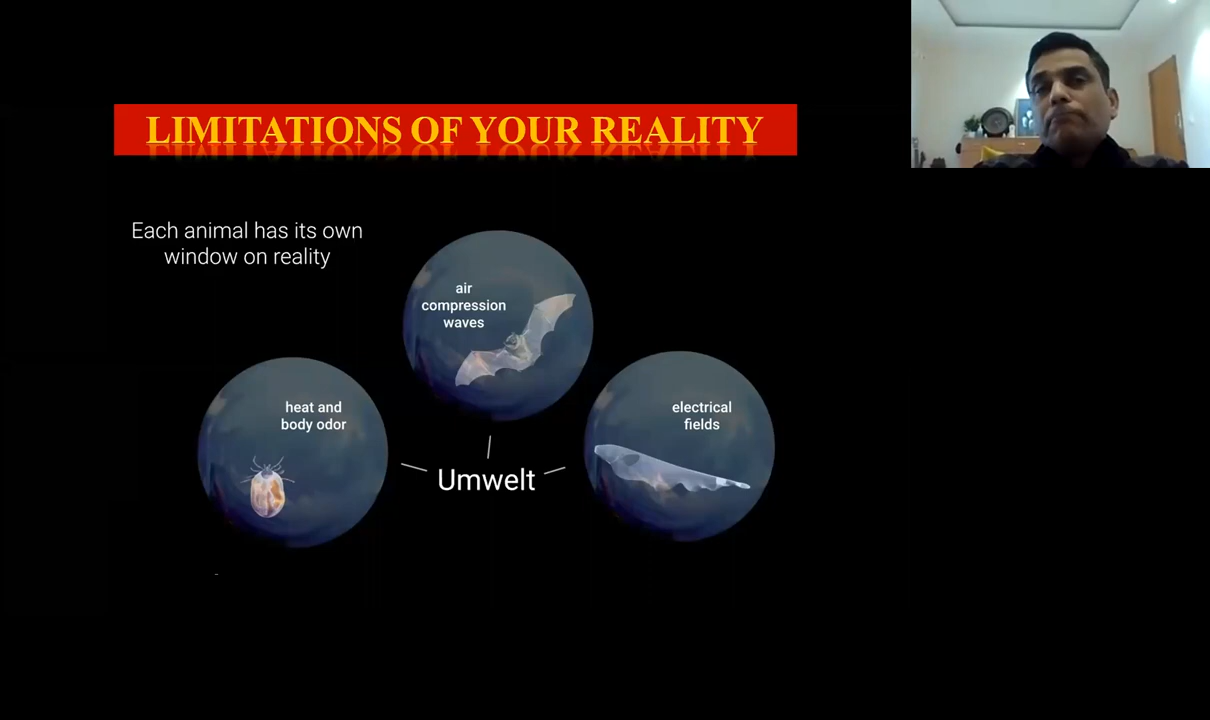 LIMITATIONS OF YOUR REALITY
Each animal has its own
window on reality
air
compression
waves
heat and
body odor
electrical
fields
Umwelt